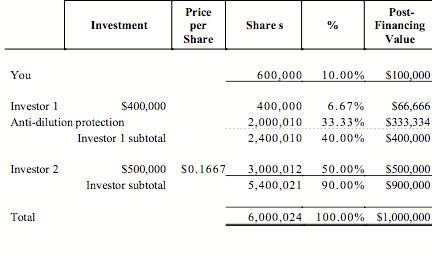 Investment Price per Share Share s % Post-Financing Value
You 600,000 10.00% $100,000
Investor 1 $400,000 400,000 6.67% $66,666
Anti-dilution protection 2,000,010 33.33% $333,334
Investor 1 subtotal 2,400,010 40.00% $400,000
Investor 2 $500,000 $0.1667 3,000,012 50.00% $500,000
Investor subtotal 5,400,021 90.00% $900,000
Total 6,000,024 100.00% $1,000,000